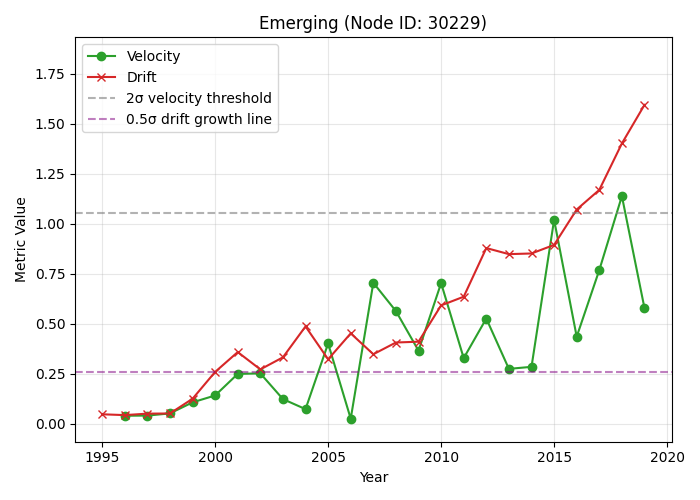 Emerging (Node ID: 30229)
Velocity
Drift
2σ velocity threshold
0.5σ drift growth line
Metric Value
1.75
1.50
1.25
1.00
0.75
0.50
0.25
0.00
1995
2000
2005
2010
2015
2020
Year